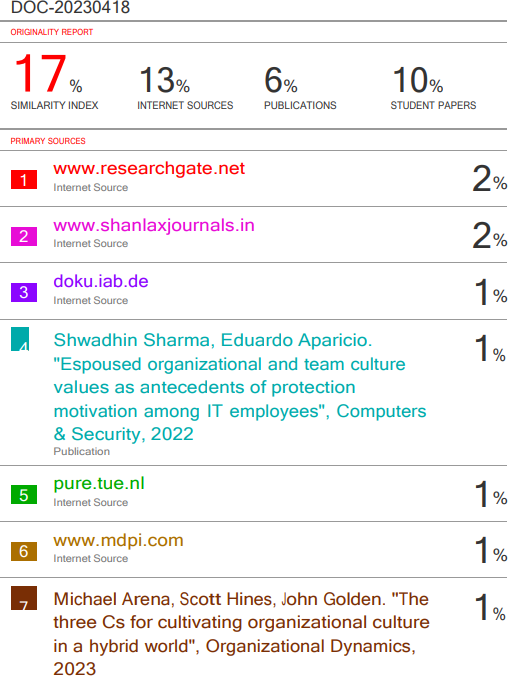 DOC-20230418
ORIGINALITY REPORT
17% 13% 6% 10%
SIMILARITY INDEX INTERNET SOURCES PUBLICATIONS STUDENT PAPERS
PRIMARY SOURCES
1 www.researchgate.net 2%
Internet Source
2 www.shanlaxjournals.in 2%
Internet Source
3 doku.iab.de 1%
Internet Source
4 Shwadhin Sharma, Eduardo Aparicio. 1%
"Espoused organizational and team culture
values as antecedents of protection
motivation among IT employees", Computers
& Security, 2022
Publication
5 pure.tue.nl 1%
Internet Source
6 www.mdpi.com 1%
Internet Source
7 Michael Arena, Scott Hines, John Golden. "The 1%
three Cs for cultivating organizational culture
in a hybrid world", Organizational Dynamics,
2023